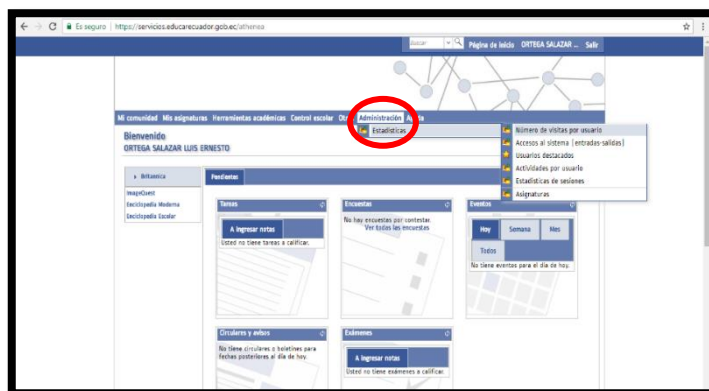 Es seguro | https://servicios.educarecuador.gob.ec/athenea
Buscar Página de Inicio ORTEGA SALAZAR ... Salir
Mi comunidad Mis asignaturas Herramientas académicas Control escolar Administración
Estadísticas
Número de visitas por usuario
Accesos al sistema (entradas-salidas)
Usuarios destacados
Actividades por usuario
Estadísticas de sesiones
Asignaturas
Bienvenido
ORTEGA SALAZAR LUIS ERNESTO
Britannica
ImageQuest
Enciclopedia Moderna
Enciclopedia Escolar
Pendientes
Tareas
A ingresar notas
Usted no tiene tareas a calificar.
Encuestas
No hay encuestas por contestar.
Ver todas las encuestas
Eventos
Hoy Semana Mes
Todos
No tiene eventos para el día de hoy.
Circulares y avisos
No tiene circulares o boletines para
fechas posteriores al día de hoy.
Exámenes
A ingresar notas
Usted no tiene exámenes a calificar.